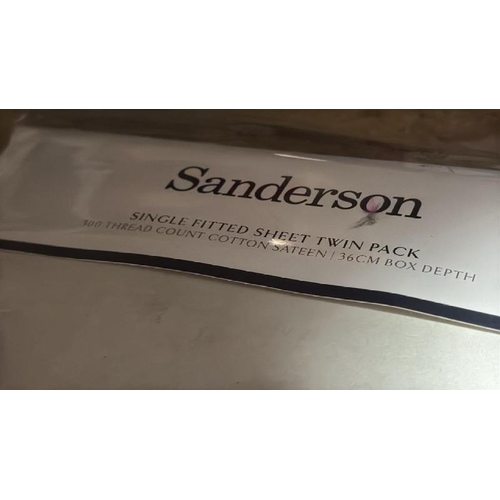 Sanderson
SINGLE FITTED SHEET TWIN PACK
300 THREAD COUNT COTTON SATEEN / 36CM BOX DEPTH